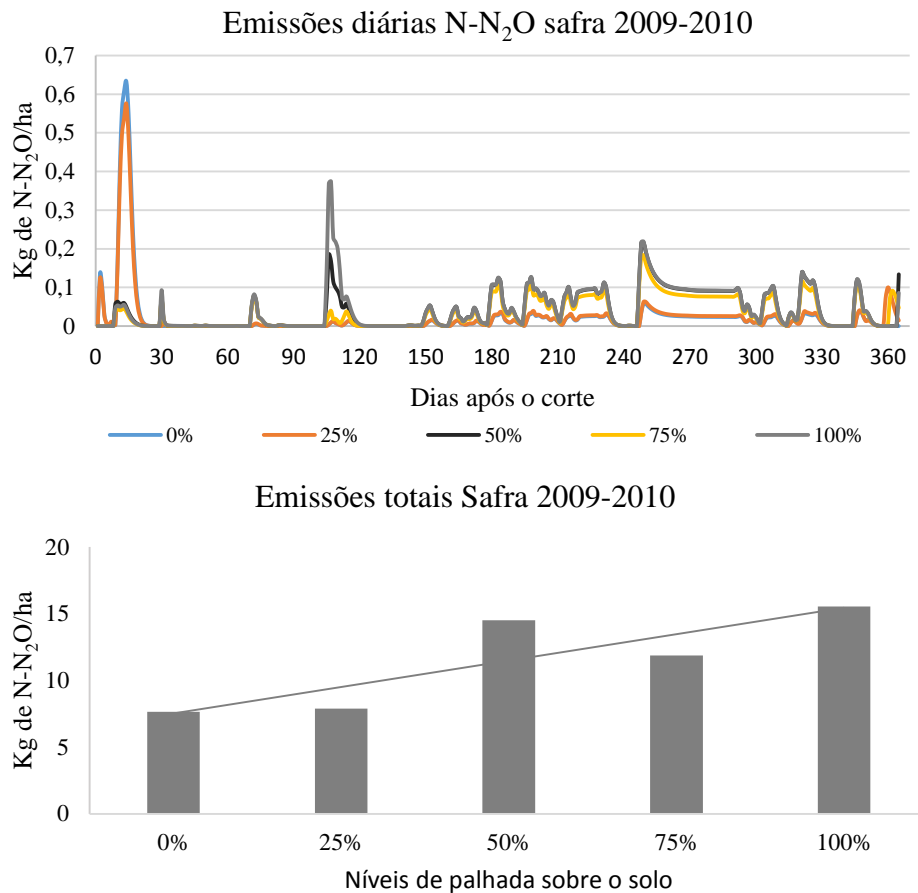 Emissões diárias N-N₂O safra 2009-2010
Kg de N-N₂O/ha
0,7
0,6
0,5
0,4
0,3
0,2
0,1
0
0 30 60 90 120 150 180 210 240 270 300 330 360
Dias após o corte
0% 25% 50% 75% 100%
Emissões totais Safra 2009-2010
Kg de N-N₂O/ha
20
15
10
5
0
0% 25% 50% 75% 100%
Níveis de palhada sobre o solo